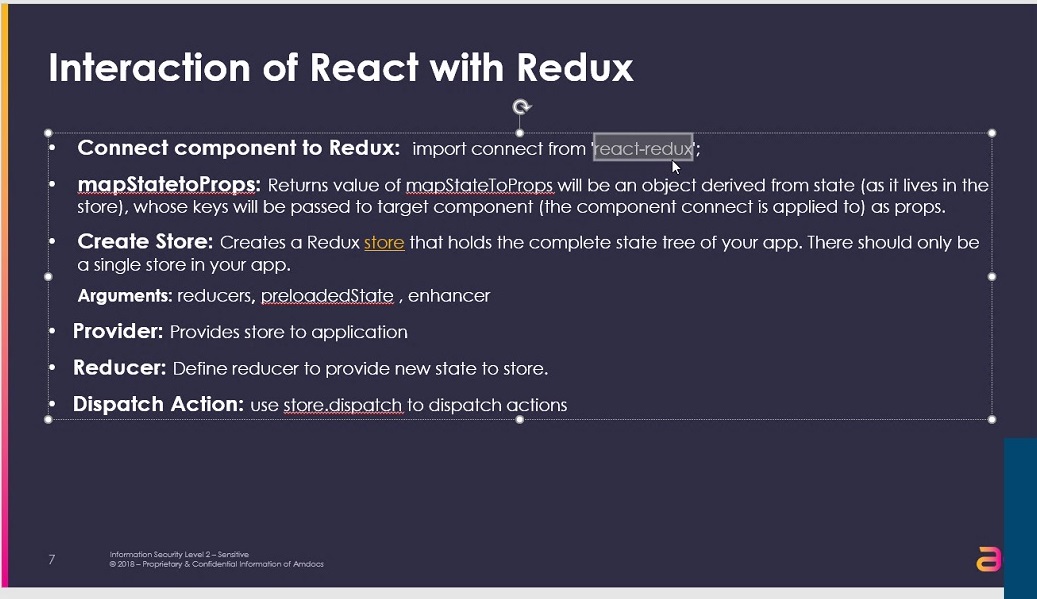 Interaction of React with Redux
• Connect component to Redux: import connect from 'react-redux';
• mapStatetoProps: Returns value of mapStateToProps will be an object derived from state (as it lives in the
store), whose keys will be passed to target component (the component connect is applied to) as props.
• Create Store: Creates a Redux store that holds the complete state tree of your app. There should only be
a single store in your app.
Arguments: reducers, preloadedState , enhancer
• Provider: Provides store to application
• Reducer: Define reducer to provide new state to store.
• Dispatch Action: use store.dispatch to dispatch actions
7
Information Security Level 2 – Sensitive
© 2018 – Proprietary & Confidential Information of Amdocs
a